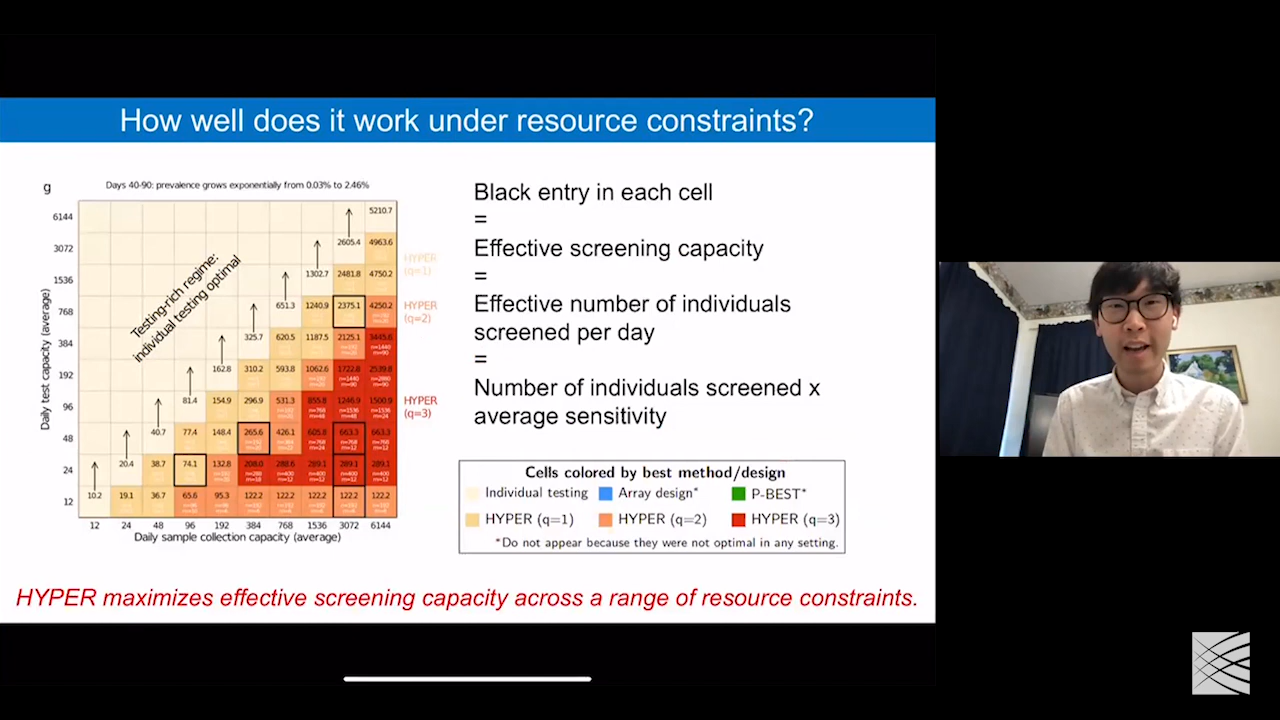 How well does it work under resource constraints?
g
Days 40-90: prevalence grows exponentially from 0.03% to 2.46%
Daily test capacity (average)
6144
3072
1536
768
384
192
96
48
24
12
5210.7
2605.4 4963.6
1302.7 2481.8 4750.2
651.3 1240.9 2375.1 4250.2
325.7 620.5 1187.5 2125.1 3445.6
162.8 310.2 593.8 1062.6 1722.8 2539.8
81.4 154.9 296.9 531.3 855.8 1246.9 1500.9
40.7 77.4 148.4 265.6 426.1 605.8 663.3 663.3
20.4 38.7 74.1 132.8 208.0 288.6 289.1 289.1 289.1
10.2 19.1 36.7 65.6 95.3 122.2 122.2 122.2 122.2 122.2
Testing-rich regime:
individual testing optimal
12 24 48 96 192 384 768 1536 3072 6144
Daily sample collection capacity (average)
HYPER
(q=1)
HYPER
(q=2)
HYPER
(q=3)
Black entry in each cell
=
Effective screening capacity
=
Effective number of individuals
screened per day
=
Number of individuals screened x
average sensitivity
Cells colored by best method/design
Individual testing Array design* P-BEST*
HYPER (q=1) HYPER (q=2) HYPER (q=3)
*Do not appear because they were not optimal in any setting.
HYPER maximizes effective screening capacity across a range of resource constraints.